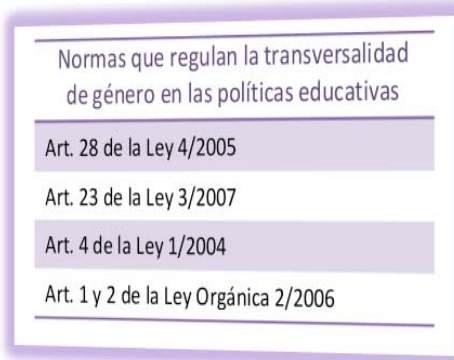 Normas que regulan la transversalidad
de género en las políticas educativas
Art. 28 de la Ley 4/2005
Art. 23 de la Ley 3/2007
Art. 4 de la Ley 1/2004
Art. 1 y 2 de la Ley Orgánica 2/2006